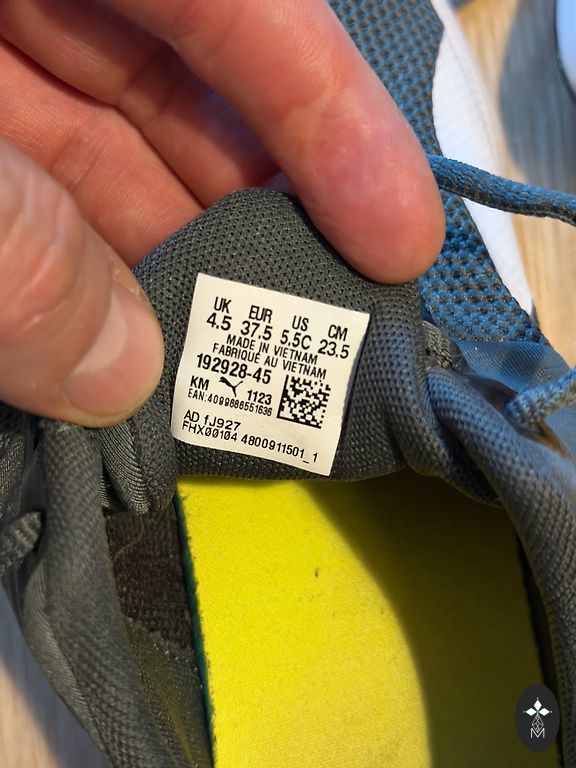 UK EUR US CM
4.5 37.5 5.5C 23.5
MADE IN VIETNAM
FABRIQUÉ AU VIETNAM
192928-45
KM 1123
EAN:4099686551636
AD fJ927
FHX00104 4800911501_1
M